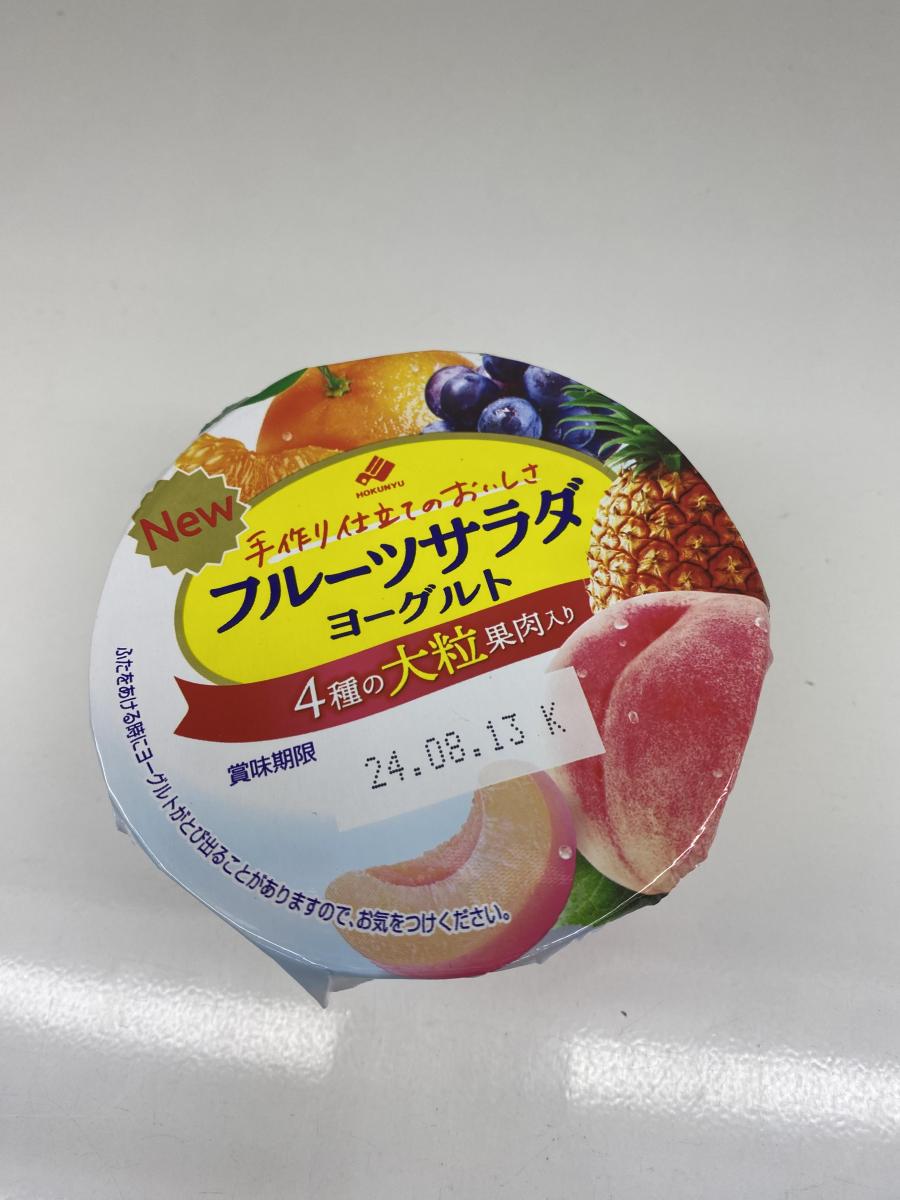 HOKUNYU
New
手作り仕立てのおいしさ
フルーツサラダ
ヨーグルト
4種の大粒果肉入り
賞味期限
24.08.13 K
ふたをあける時にヨーグルトがとび出ることがありますので、お気をつけください。